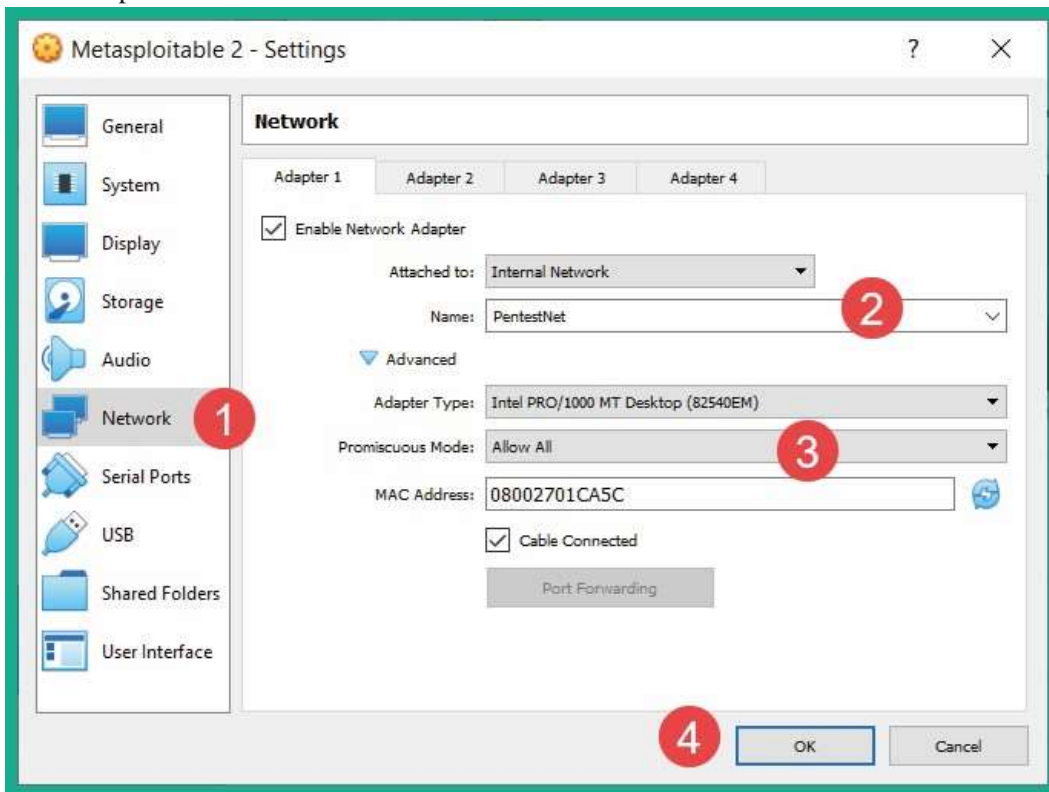 Metasploitable 2 - Settings ? ×
General
System
Display
Storage
Audio
Network 1
Serial Ports
USB
Shared Folders
User Interface
Network
Adapter 1 Adapter 2 Adapter 3 Adapter 4
Enable Network Adapter
Attached to: Internal Network
Name: PentestNet 2
Advanced
Adapter Type: Intel PRO/1000 MT Desktop (82540EM)
Promiscuous Mode: Allow All 3
MAC Address: 08002701CA5C
Cable Connected
Port Forwarding
4 OK Cancel